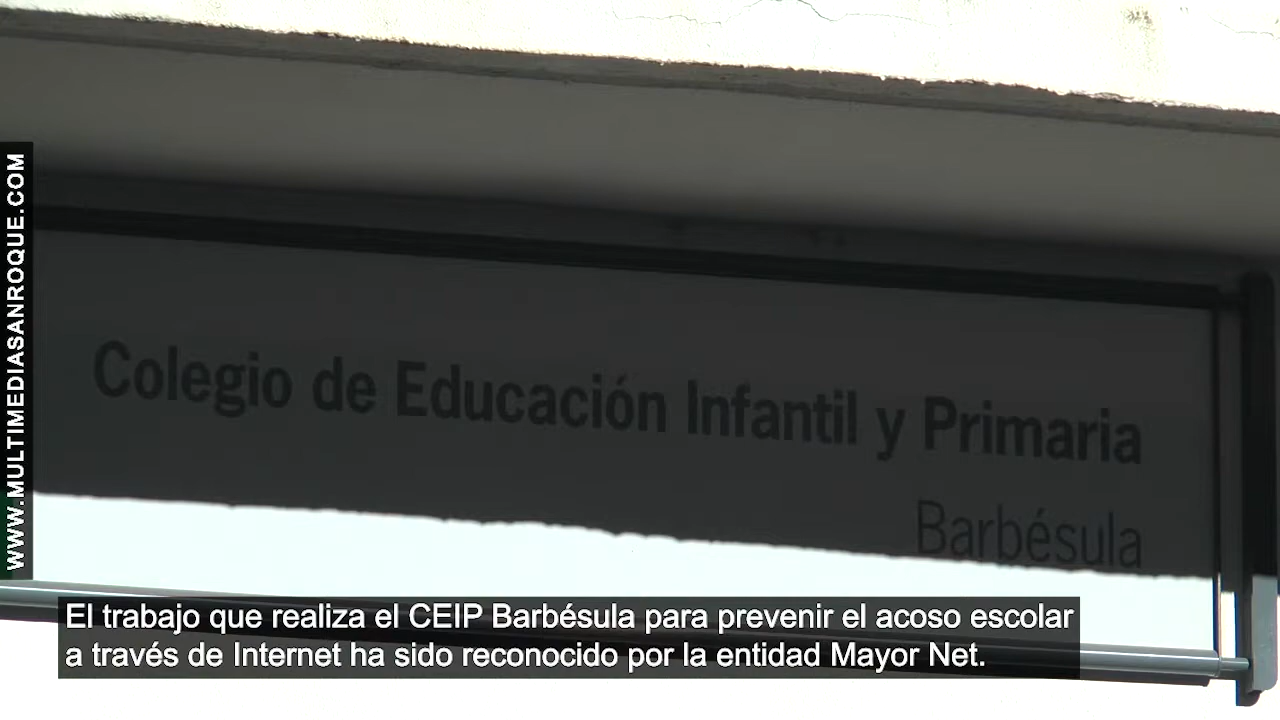 WWW.MULTIMEDIASANROQUE.COM
Colegio de Educación Infantil y Primaria
Barbésula
El trabajo que realiza el CEIP Barbésula para prevenir el acoso escolar
a través de Internet ha sido reconocido por la entidad Mayor Net.